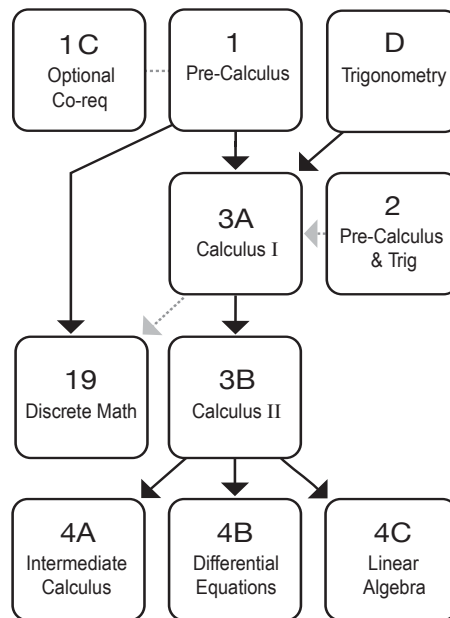 1C
Optional
Co-req
1
Pre-Calculus
D
Trigonometry
3A
Calculus I
2
Pre-Calculus
& Trig
19
Discrete Math
3B
Calculus II
4A
Intermediate
Calculus
4B
Differential
Equations
4C
Linear
Algebra